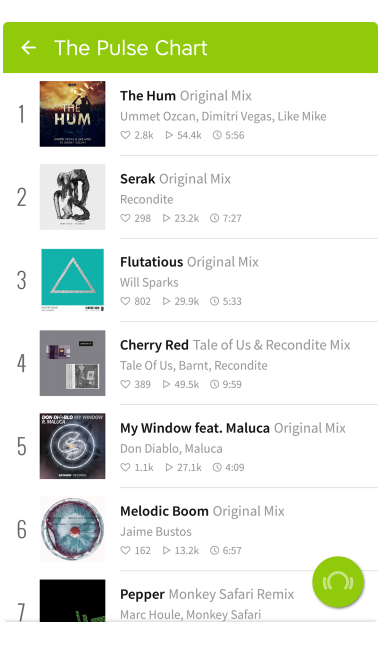 The Pulse Chart
1
THE
HUM
The Hum Original Mix
Ummet Ozcan, Dimitri Vegas, Like Mike
2.8k 54.4k 5:56
2
Serak Original Mix
Recondite
298 23.2k 7:27
3
Flutatious Original Mix
Will Sparks
802 29.9k 5:33
4
Cherry Red Tale of Us & Recondite Mix
Tale Of Us, Barnt, Recondite
389 49.5k 9:59
5
DON DIABLO MY WINDOW
ft. MALUCA
My Window feat. Maluca Original Mix
Don Diablo, Maluca
1.1k 27.1k 4:09
6
Melodic Boom Original Mix
Jaime Bustos
162 13.2k 6:57
7
Pepper Monkey Safari Remix
Marc Houle, Monkey Safari